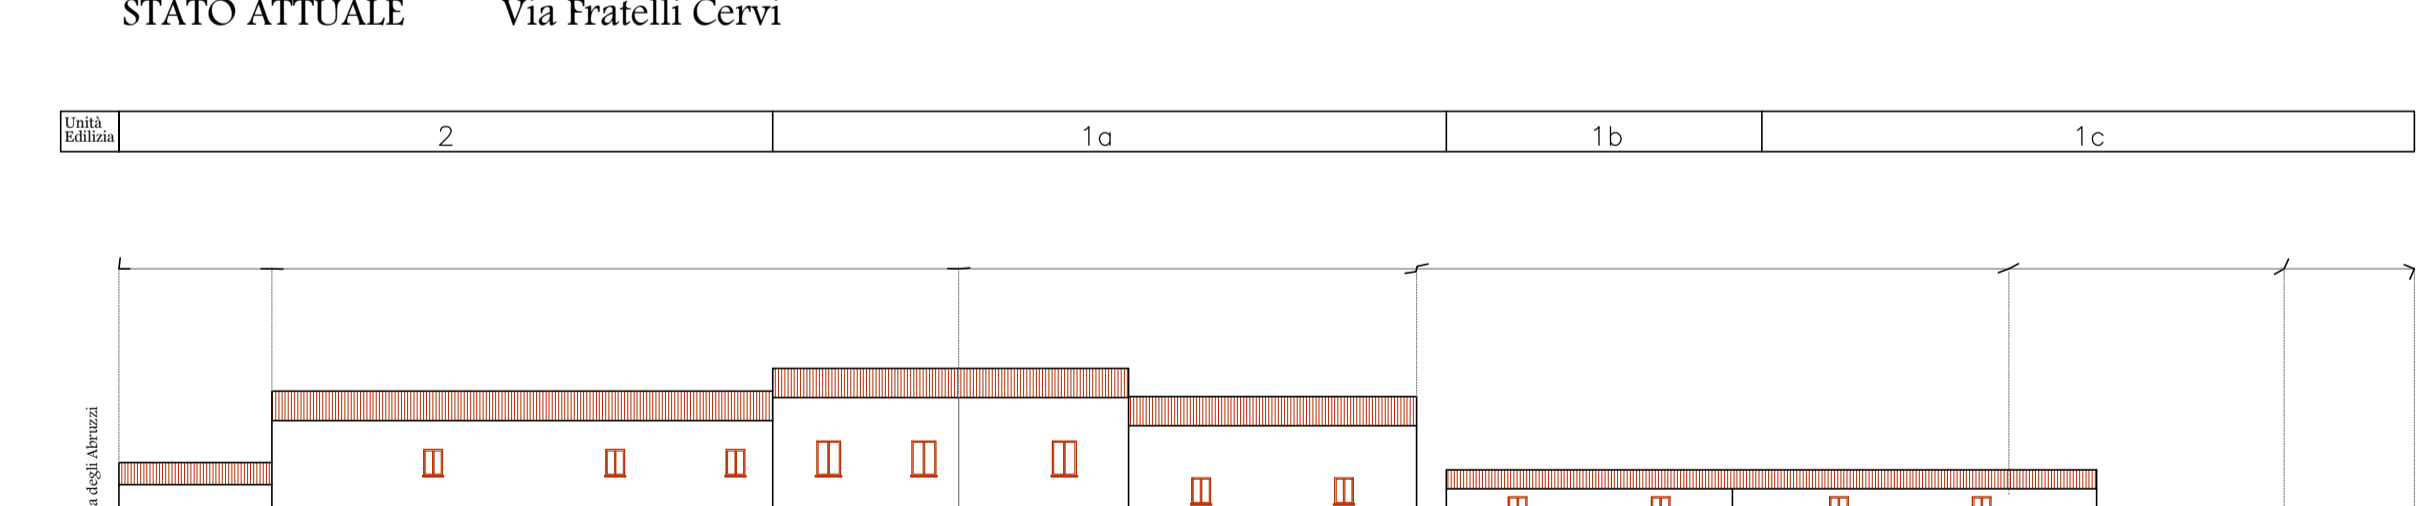 STATO ATTUALE Via Fratelli Cervi
Unità
Edilizia
2 1a 1b 1c
degli Abruzzi